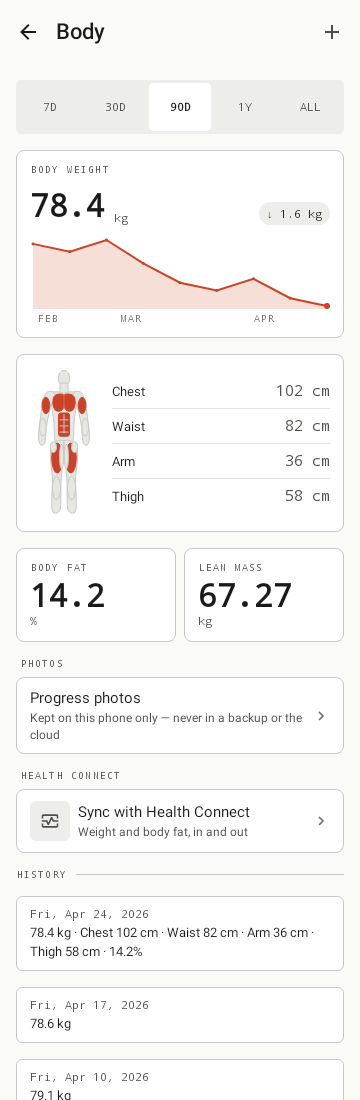 Body
7D 30D 90D 1Y ALL
BODY WEIGHT
78.4 kg
↓ 1.6 kg
FEB MAR APR
Chest 102 cm
Waist 82 cm
Arm 36 cm
Thigh 58 cm
BODY FAT
14.2
%
LEAN MASS
67.27
kg
PHOTOS
Progress photos
Kept on this phone only — never in a backup or the
cloud
HEALTH CONNECT
Sync with Health Connect
Weight and body fat, in and out
HISTORY
Fri, Apr 24, 2026
78.4 kg · Chest 102 cm · Waist 82 cm · Arm 36 cm ·
Thigh 58 cm · 14.2%
Fri, Apr 17, 2026
78.6 kg
Fri, Apr 10, 2026
79.1 kg